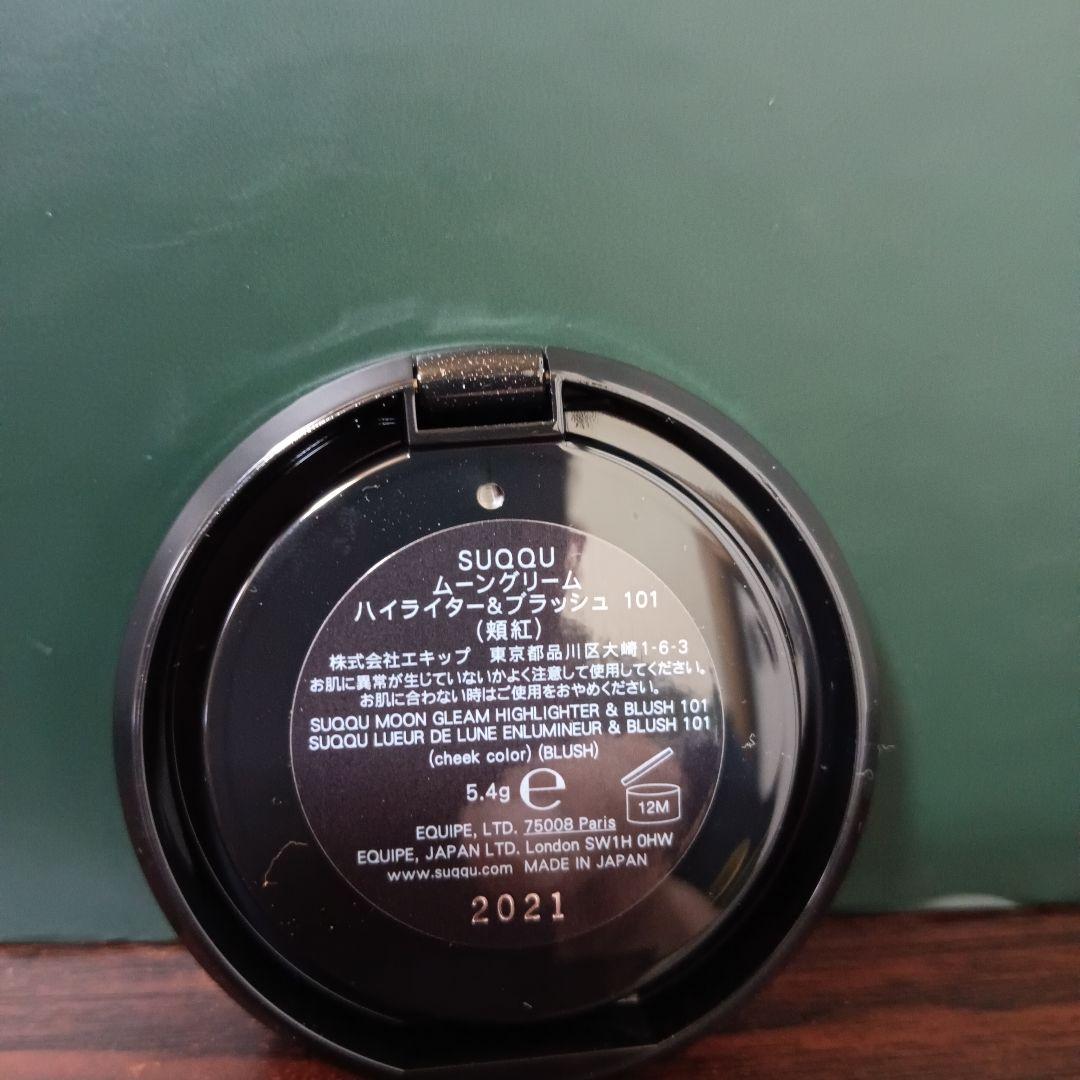 SUQQU
ムーングリーム
ハイライター&ブラッシュ 101
(頬紅)
株式会社エキップ 東京都品川区大崎1-6-3
お肌に異常が生じていないかよく注意して使用してください。
お肌に合わない時はご使用をおやめください。
SUQQU MOON GLEAM HIGHLIGHTER & BLUSH 101
SUQQU LUEUR DE LUNE ENLUMINEUR & BLUSH 101
(cheek color) (BLUSH)
5.4g e 12M
EQUIPE, LTD. 75008 Paris
EQUIPE, JAPAN LTD. London SW1H 0HW
www.suqqu.com MADE IN JAPAN
2021